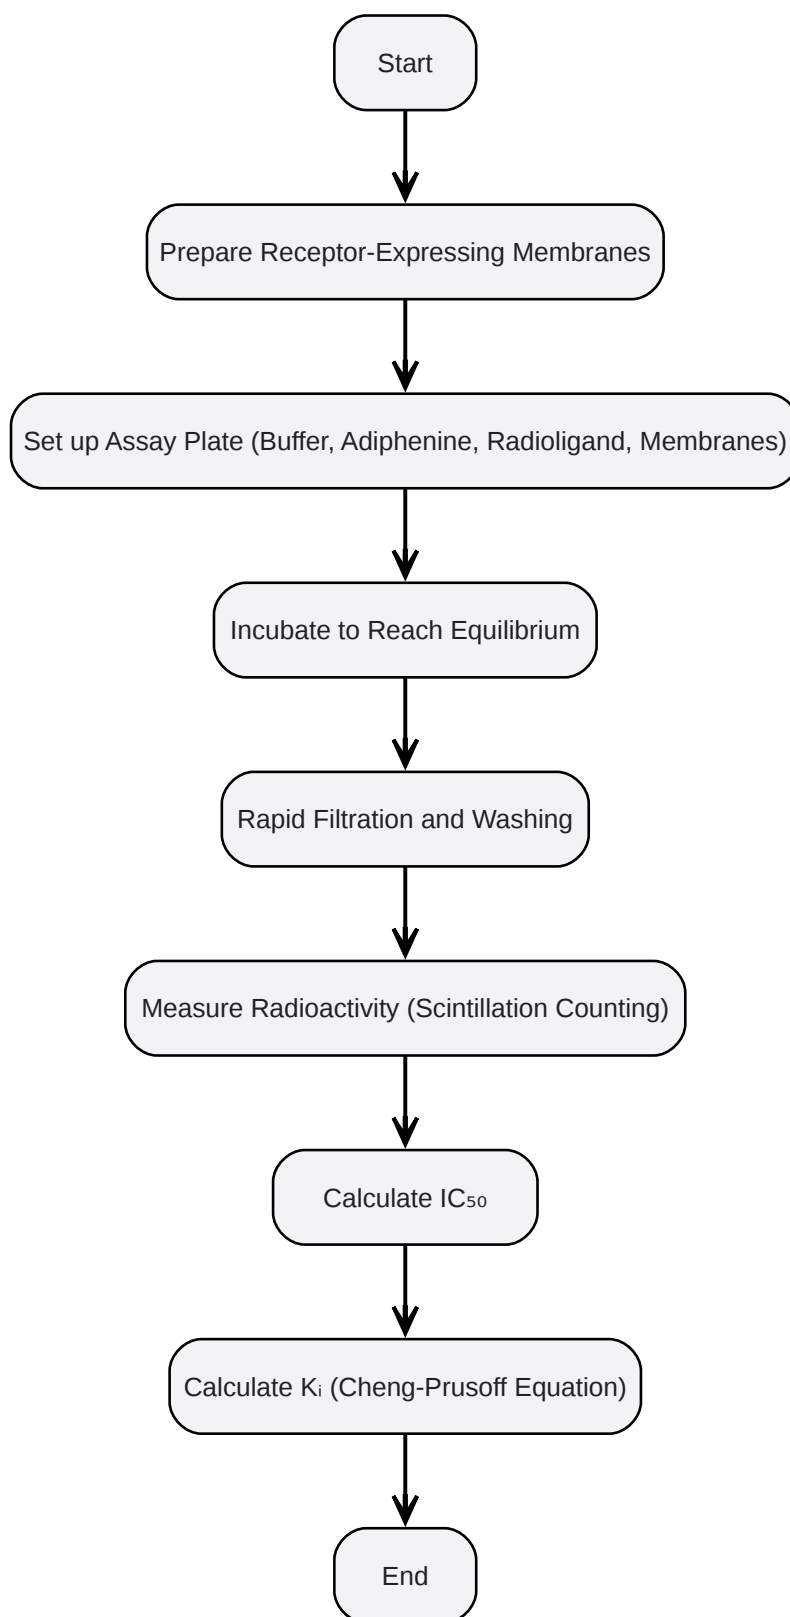 Start
Prepare Receptor-Expressing Membranes
Set up Assay Plate (Buffer, Adiphenine, Radioligand, Membranes)
Incubate to Reach Equilibrium
Rapid Filtration and Washing
Measure Radioactivity (Scintillation Counting)
Calculate IC₅₀
Calculate Kᵢ (Cheng-Prusoff Equation)
End